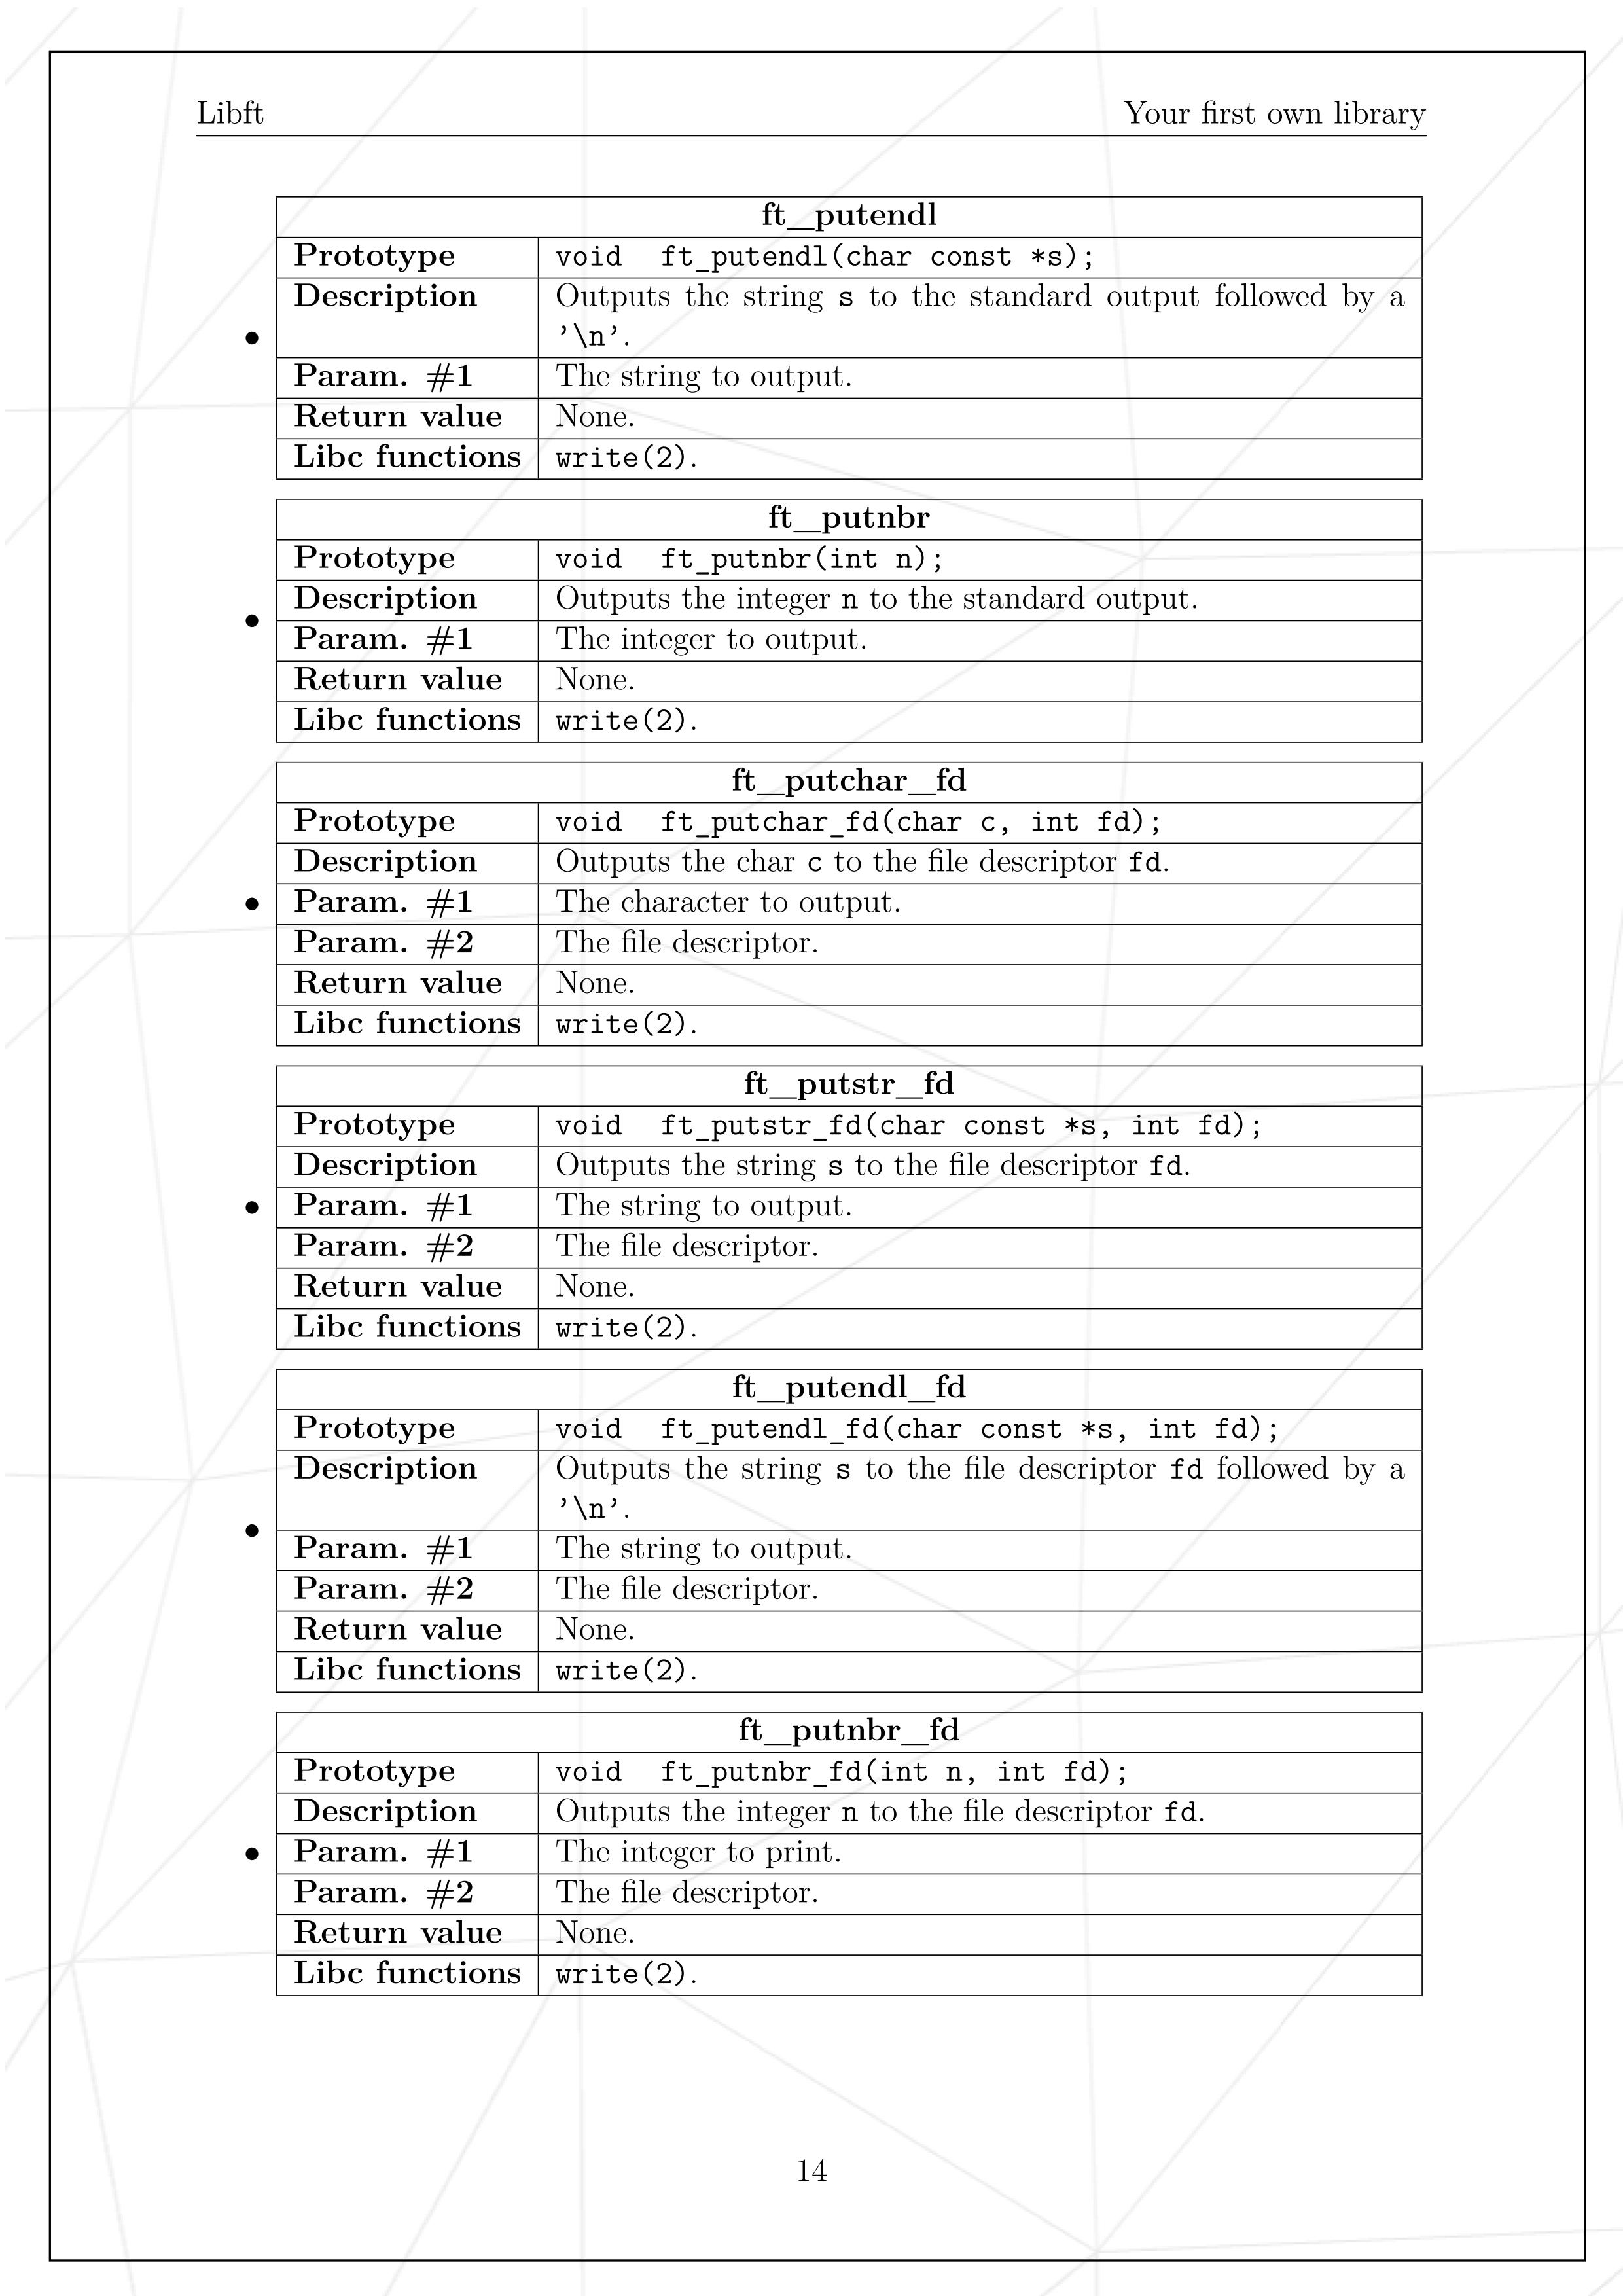 Libft Your first own library
ft_putendl
Prototype void ft_putendl(char const *s);
Description Outputs the string s to the standard output followed by a
'\n'.
Param. #1 The string to output.
Return value None.
Libc functions write(2).
ft_putnbr
Prototype void ft_putnbr(int n);
Description Outputs the integer n to the standard output.
Param. #1 The integer to output.
Return value None.
Libc functions write(2).
ft_putchar_fd
Prototype void ft_putchar_fd(char c, int fd);
Description Outputs the char c to the file descriptor fd.
Param. #1 The character to output.
Param. #2 The file descriptor.
Return value None.
Libc functions write(2).
ft_putstr_fd
Prototype void ft_putstr_fd(char const *s, int fd);
Description Outputs the string s to the file descriptor fd.
Param. #1 The string to output.
Param. #2 The file descriptor.
Return value None.
Libc functions write(2).
ft_putendl_fd
Prototype void ft_putendl_fd(char const *s, int fd);
Description Outputs the string s to the file descriptor fd followed by a
'\n'.
Param. #1 The string to output.
Param. #2 The file descriptor.
Return value None.
Libc functions write(2).
ft_putnbr_fd
Prototype void ft_putnbr_fd(int n, int fd);
Description Outputs the integer n to the file descriptor fd.
Param. #1 The integer to print.
Param. #2 The file descriptor.
Return value None.
Libc functions write(2).
14